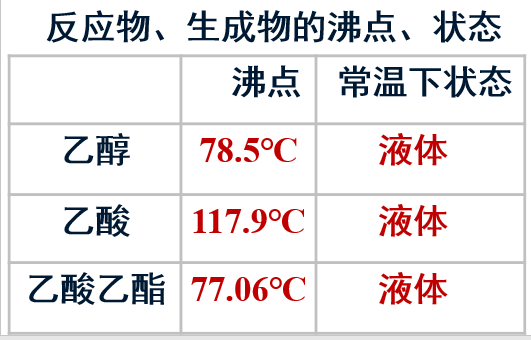 反应物、生成物的沸点、状态
沸点 常温下状态
乙醇 78.5℃ 液体
乙酸 117.9℃ 液体
乙酸乙酯 77.06℃ 液体